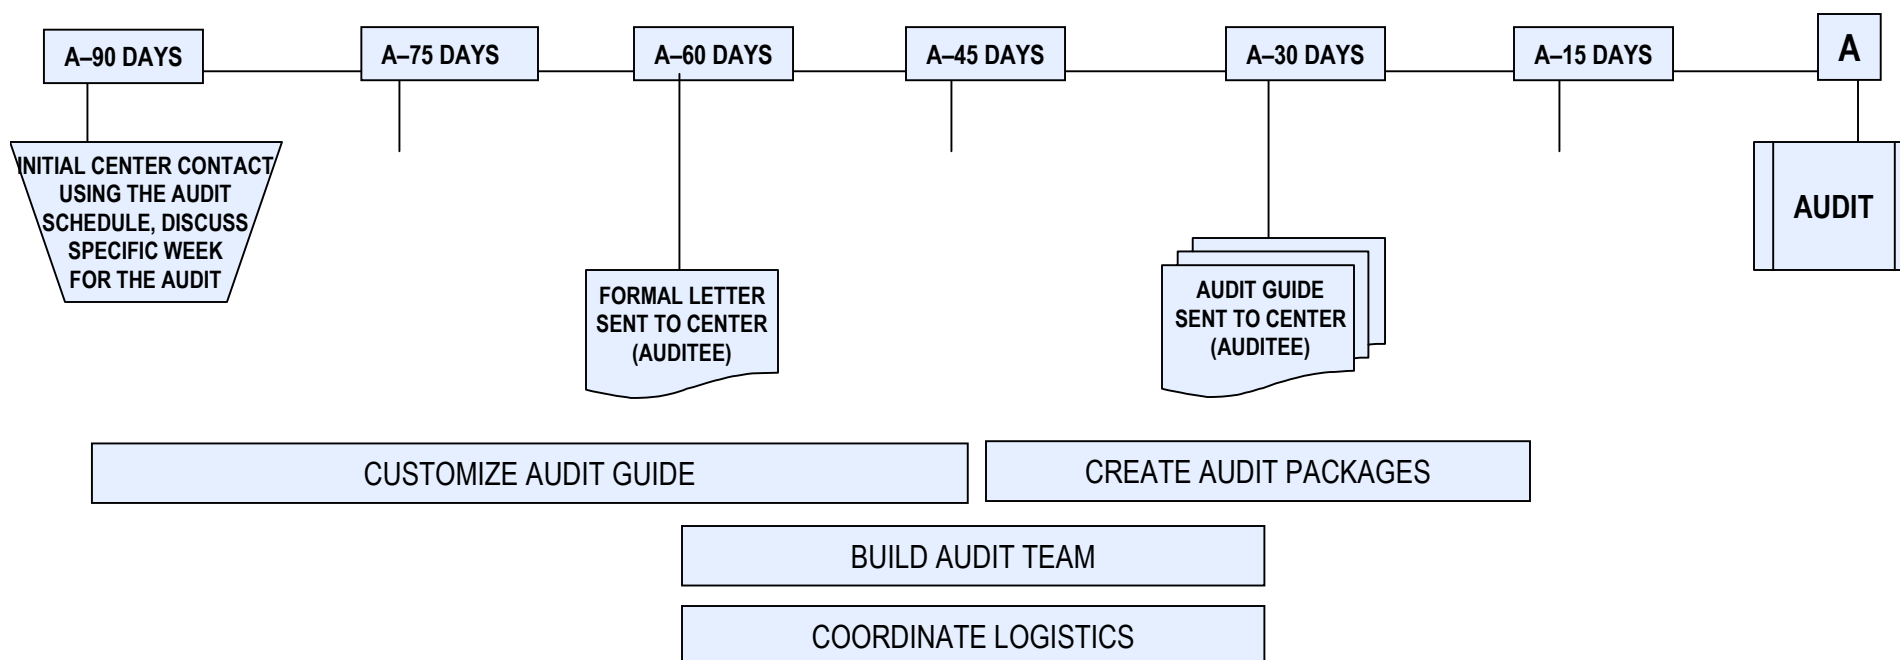 A–90 DAYS
A–75 DAYS
A–60 DAYS
A–45 DAYS
A–30 DAYS
A–15 DAYS
A
INITIAL CENTER CONTACT
USING THE AUDIT
SCHEDULE, DISCUSS
SPECIFIC WEEK
FOR THE AUDIT
FORMAL LETTER
SENT TO CENTER
(AUDITEE)
AUDIT GUIDE
SENT TO CENTER
(AUDITEE)
AUDIT
CUSTOMIZE AUDIT GUIDE
CREATE AUDIT PACKAGES
BUILD AUDIT TEAM
COORDINATE LOGISTICS